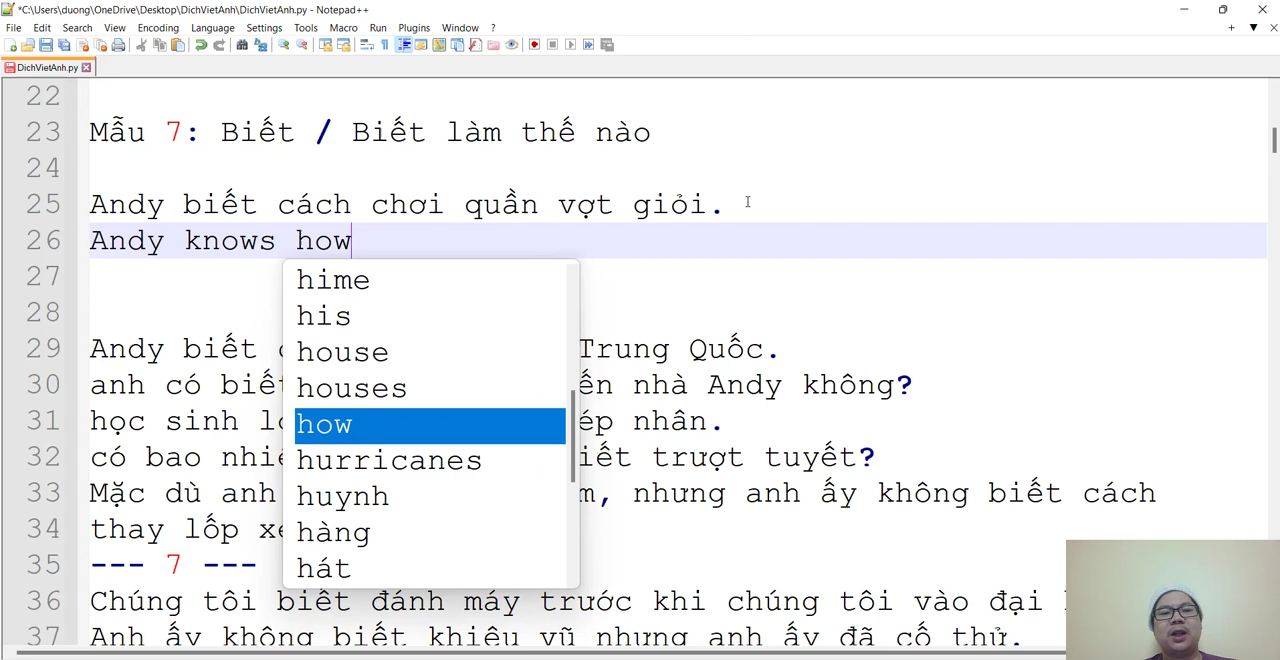 *C:\Users\duong\OneDrive\Desktop\DichVietAnh\DichVietAnh.py - Notepad++
File Edit Search View Encoding Language Settings Tools Macro Run Plugins Window ?
DichVietAnh.py
22
23 Mẫu 7: Biết / Biết làm thế nào
24
25 Andy biết cách chơi quần vợt giỏi.
26 Andy knows how
27
28
29 Andy biết Trung Quốc.
30 anh có biết nhà Andy không?
31 học sinh nhân.
32 có bao trượt tuyết?
33 Mặc dù anh nhưng anh ấy không biết cách
34 thay lốp
35 --- 7 ---
36 Chúng tôi biết đánh máy trước khi chúng tôi vào đại
37 Anh ấy không biết khiêu vũ nhưng anh ấy đã cố thử.
hime
his
house
houses
how
hurricanes
huynh
hàng
hát